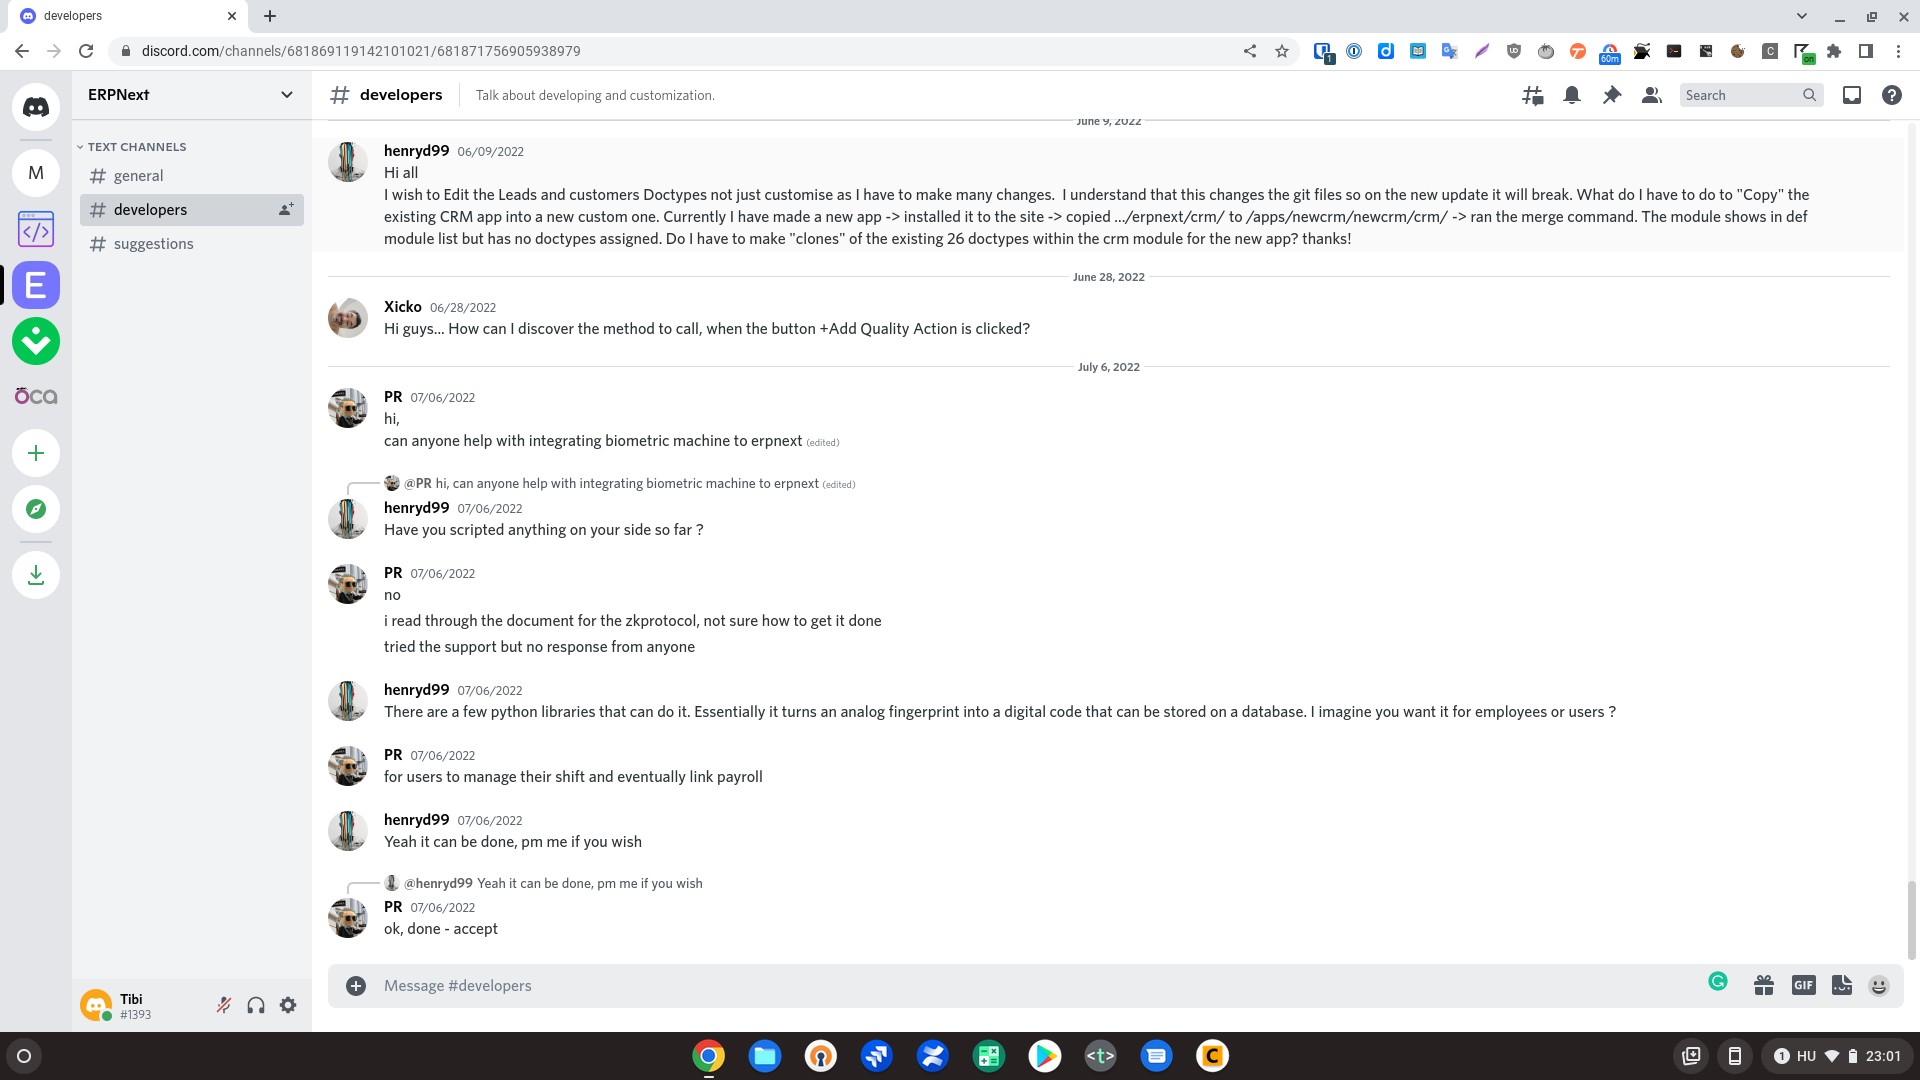 developers
discord.com/channels/681869119142101021/681871756905938979
1
60m
C
on
ERPNext
developers
Talk about developing and customization.
Search
M
E
oca
TEXT CHANNELS
general
developers
suggestions
June 9, 2022
henryd99 06/09/2022
Hi all
I wish to Edit the Leads and customers Doctypes not just customise as I have to make many changes. I understand that this changes the git files so on the new update it will break. What do I have to do to "Copy" the
existing CRM app into a new custom one. Currently I have made a new app -> installed it to the site -> copied .../erpnext/crm/ to /apps/newcrm/newcrm/crm/ -> ran the merge command. The module shows in def
module list but has no doctypes assigned. Do I have to make "clones" of the existing 26 doctypes within the crm module for the new app? thanks!
June 28, 2022
Xicko 06/28/2022
Hi guys... How can I discover the method to call, when the button +Add Quality Action is clicked?
July 6, 2022
PR 07/06/2022
hi,
can anyone help with integrating biometric machine to erpnext (edited)
@PR hi, can anyone help with integrating biometric machine to erpnext (edited)
henryd99 07/06/2022
Have you scripted anything on your side so far ?
PR 07/06/2022
no
i read through the document for the zkprotocol, not sure how to get it done
tried the support but no response from anyone
henryd99 07/06/2022
There are a few python libraries that can do it. Essentially it turns an analog fingerprint into a digital code that can be stored on a database. I imagine you want it for employees or users ?
PR 07/06/2022
for users to manage their shift and eventually link payroll
henryd99 07/06/2022
Yeah it can be done, pm me if you wish
@henryd99 Yeah it can be done, pm me if you wish
PR 07/06/2022
ok, done - accept
Message #developers
GIF
Tibi
#1393
<t>
C
1 HU 23:01